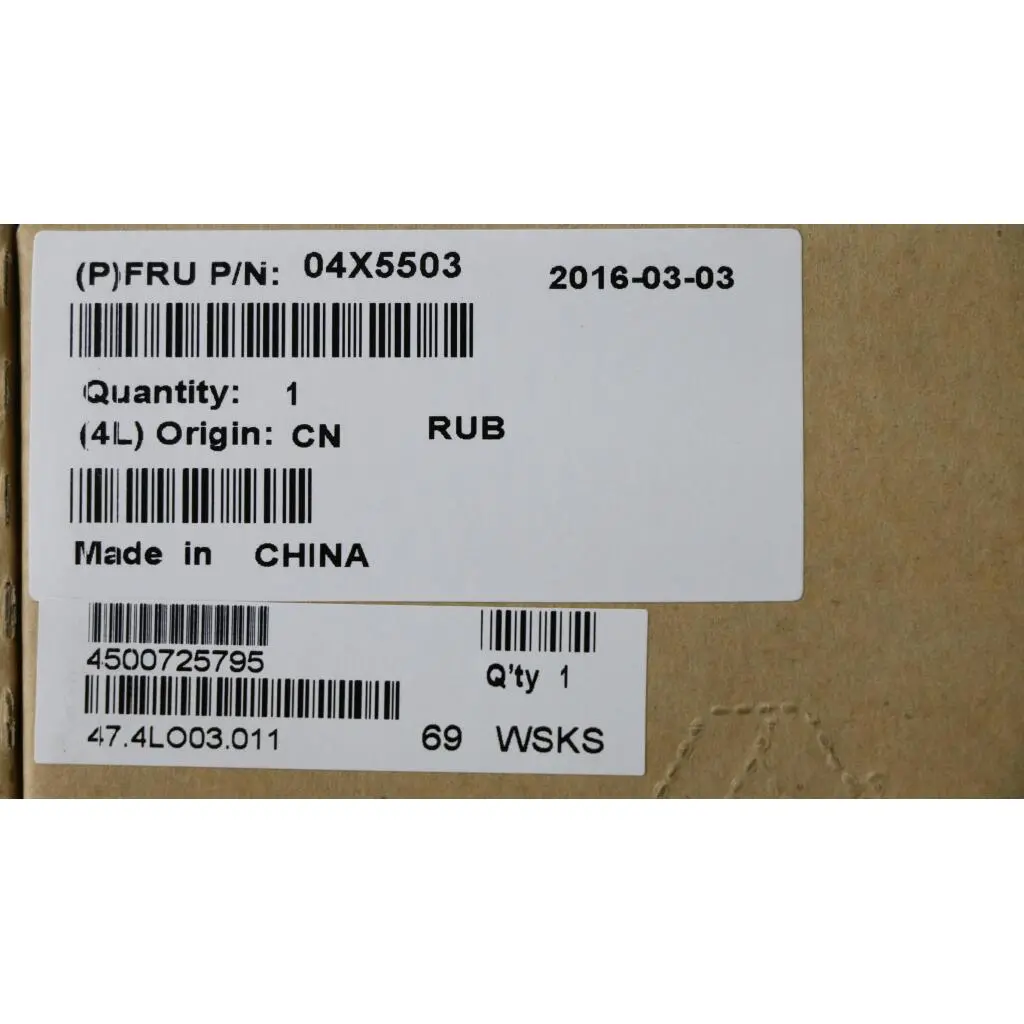 (P)FRU P/N: 04X5503 2016-03-03
Quantity: 1
(4L) Origin: CN RUB
Made in CHINA
4500725795
Q'ty 1
47.4LO03.011 69 WSKS